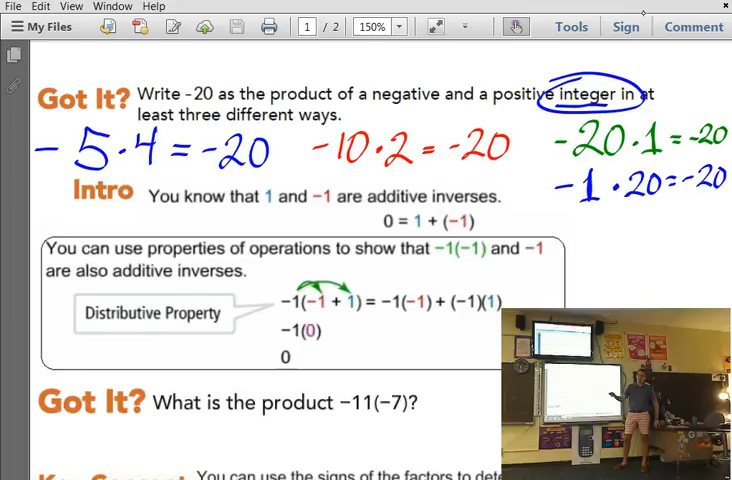 File Edit View Window Help
My Files 1 / 2 150% Tools Sign Comment
Got It? Write -20 as the product of a negative and a positive integer in at
least three different ways.
- 5 · 4 = -20 -10 · 2 = -20 -20 · 1 = -20
-1 · 20 = -20
Intro You know that 1 and −1 are additive inverses.
0 = 1 + (−1)
You can use properties of operations to show that −1(−1) and −1
are also additive inverses.
Distributive Property −1(−1 + 1) = −1(−1) + (−1)(1)
−1(0)
0
Got It? What is the product −11(−7)?
You can use the signs of the factors to dete